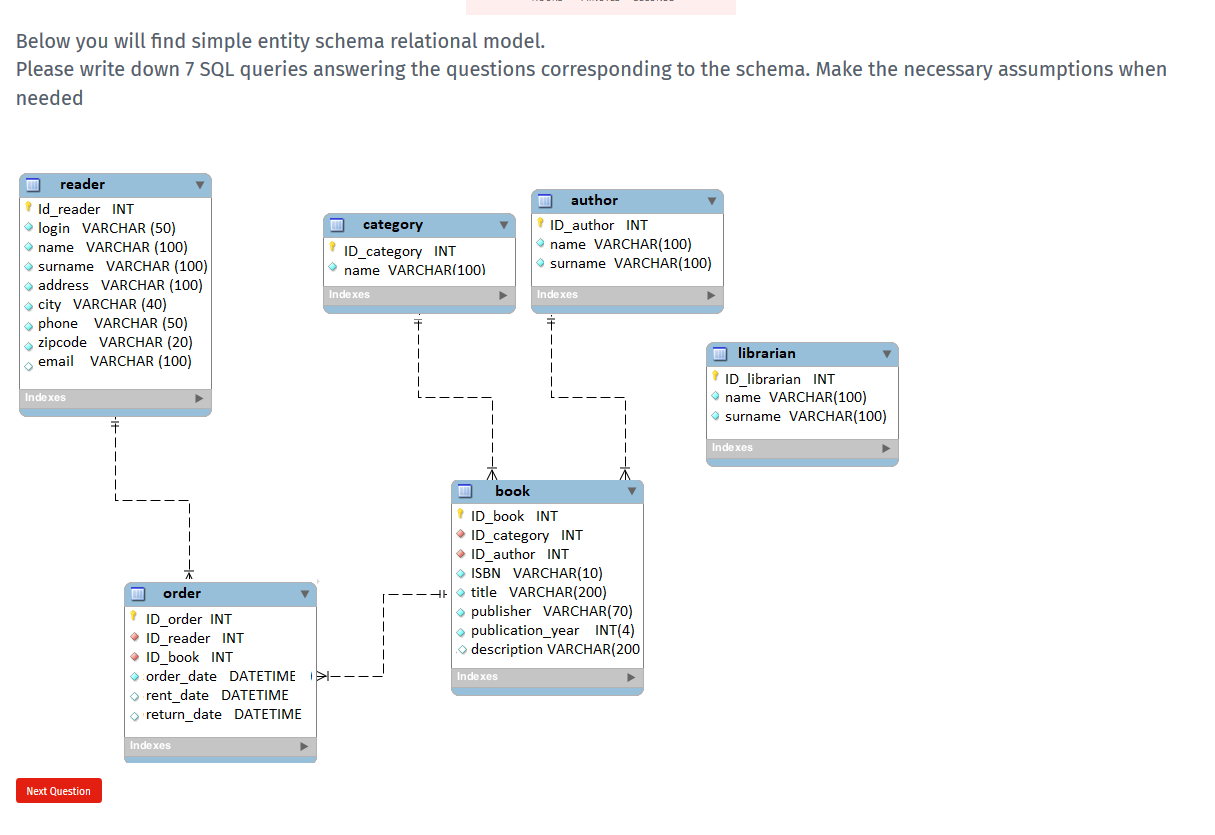 Below you will find simple entity schema relational model.
Please write down 7 SQL queries answering the questions corresponding to the schema. Make the necessary assumptions when
needed
reader
Id_reader INT
login VARCHAR (50)
name VARCHAR (100)
surname VARCHAR (100)
address VARCHAR (100)
city VARCHAR (40)
phone VARCHAR (50)
zipcode VARCHAR (20)
email VARCHAR (100)
Indexes
category
ID_category INT
name VARCHAR(100)
Indexes
author
ID_author INT
name VARCHAR(100)
surname VARCHAR(100)
Indexes
librarian
ID_librarian INT
name VARCHAR(100)
surname VARCHAR(100)
Indexes
book
ID_book INT
ID_category INT
ID_author INT
ISBN VARCHAR(10)
title VARCHAR(200)
publisher VARCHAR(70)
publication_year INT(4)
description VARCHAR(200
Indexes
order
ID_order INT
ID_reader INT
ID_book INT
order_date DATETIME
rent_date DATETIME
return_date DATETIME
Indexes
Next Question